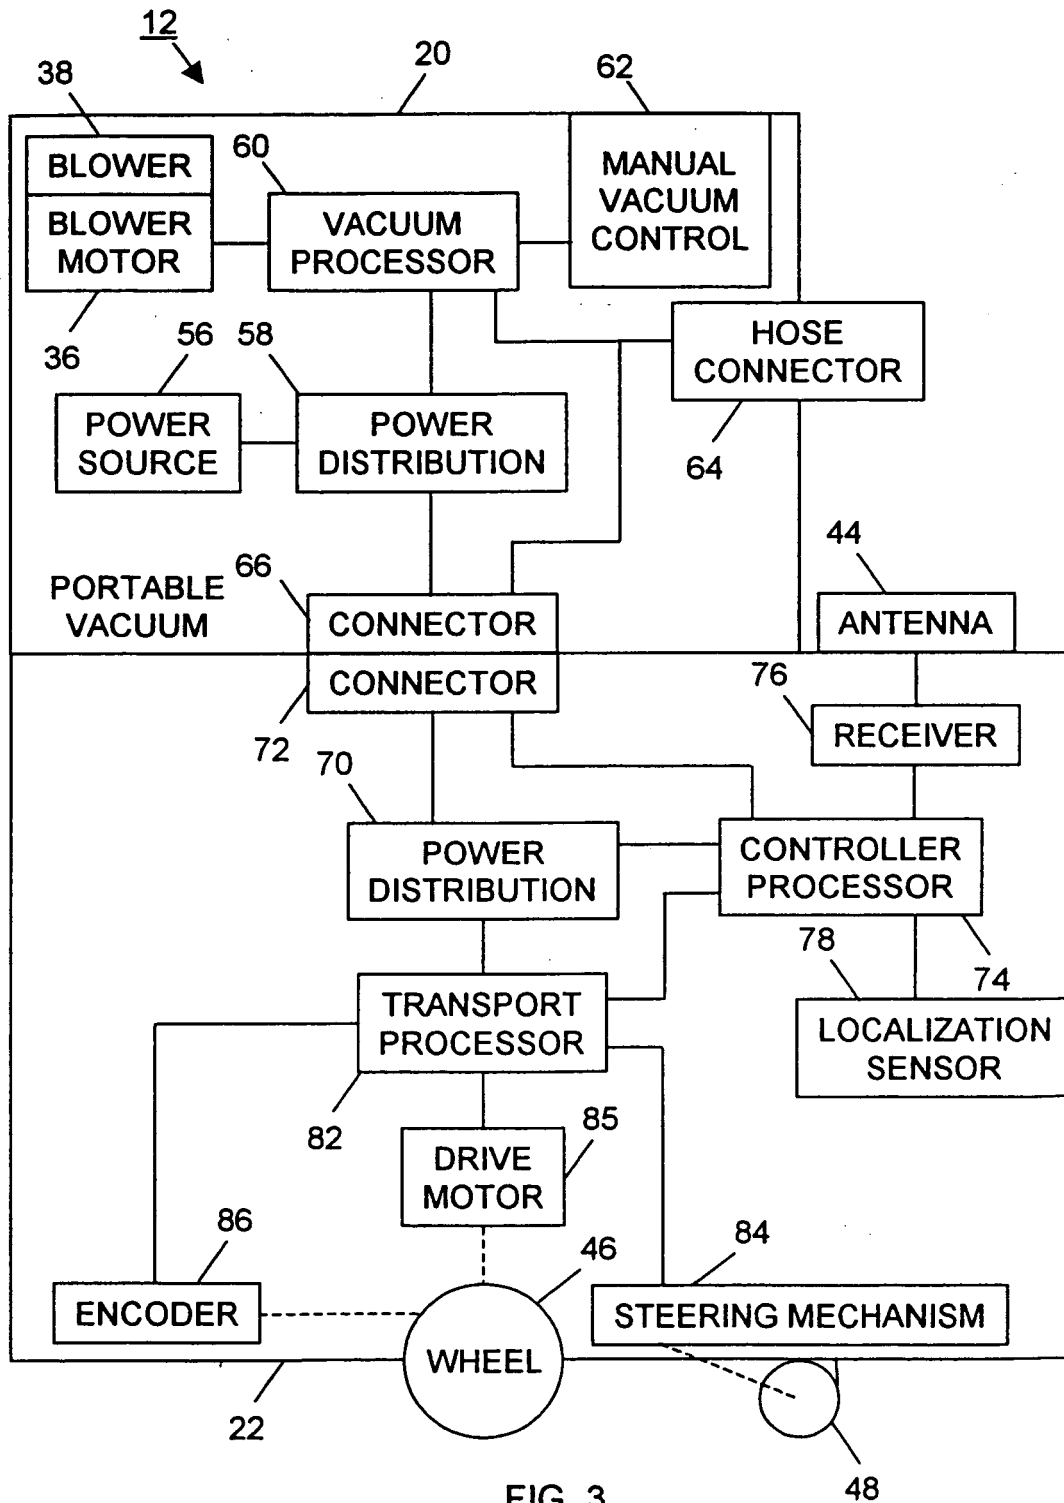 12
38
20
62
60
BLOWER
BLOWER
MOTOR
VACUUM
PROCESSOR
MANUAL
VACUUM
CONTROL
36
56
58
HOSE
CONNECTOR
POWER
SOURCE
POWER
DISTRIBUTION
64
44
66
PORTABLE
VACUUM
CONNECTOR
ANTENNA
CONNECTOR
76
72
RECEIVER
70
POWER
DISTRIBUTION
CONTROLLER
PROCESSOR
78
74
TRANSPORT
PROCESSOR
LOCALIZATION
SENSOR
82
85
DRIVE
MOTOR
86
46
84
ENCODER
STEERING MECHANISM
WHEEL
22
48
FIG. 3